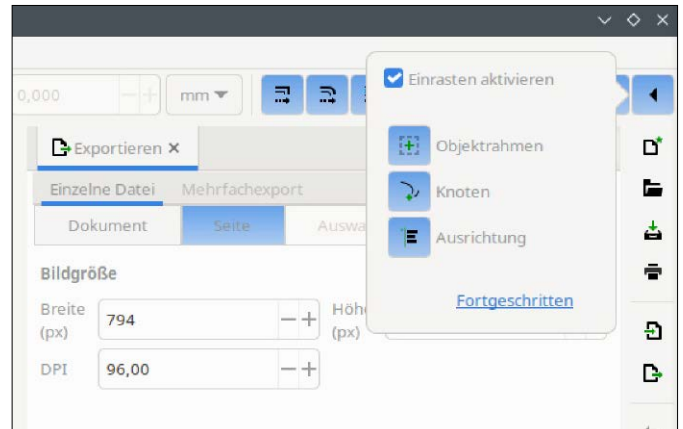 Einrasten aktivieren
0,000
mm
Exportieren
Objektrahmen
Einzelne Datei Mehrfachexport
Knoten
Dokument Seite
Ausrichtung
Bildgröße
Fortgeschritten
Breite (px) 794
(px)
DPI 96,00